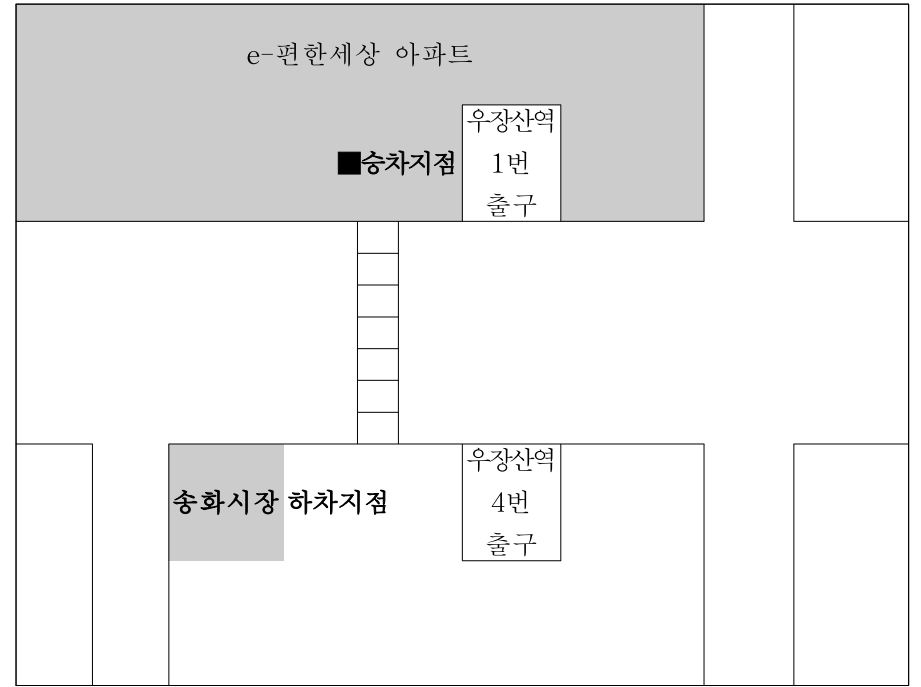 e-편한세상 아파트
우장산역
1번
출구
■승차지점
우장산역
4번
출구
송화시장 하차지점